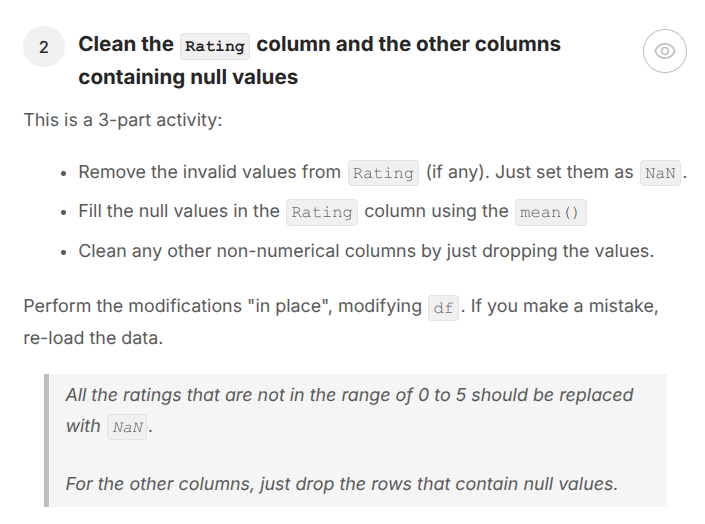 2
Clean the Rating column and the other columns
containing null values
This is a 3-part activity:
• Remove the invalid values from Rating (if any). Just set them as NaN.
• Fill the null values in the Rating column using the mean()
• Clean any other non-numerical columns by just dropping the values.
Perform the modifications "in place", modifying df. If you make a mistake,
re-load the data.
All the ratings that are not in the range of 0 to 5 should be replaced
with NaN.
For the other columns, just drop the rows that contain null values.